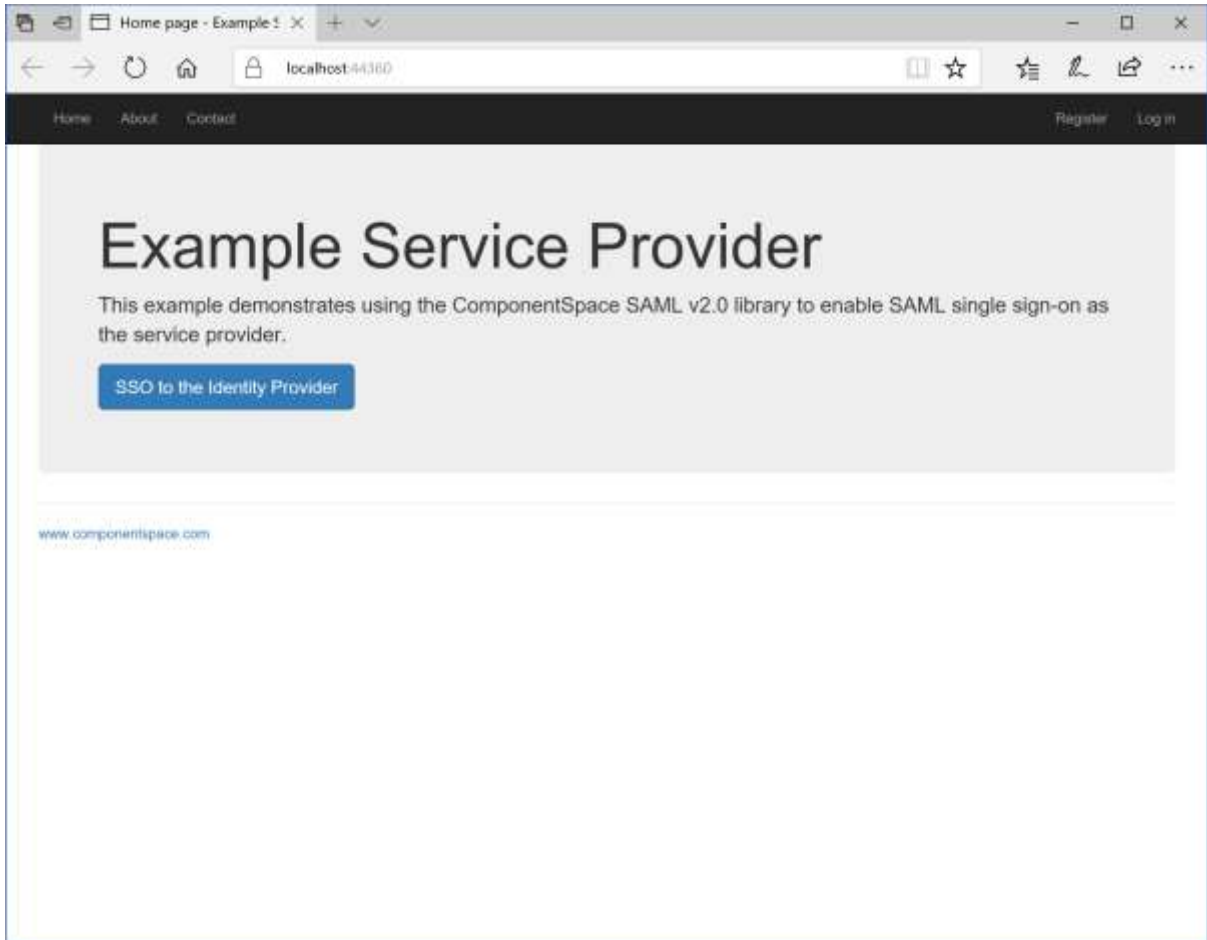 Home page - Example S
localhost:44360
Home About Contact Register Log in
Example Service Provider
This example demonstrates using the ComponentSpace SAML v2.0 library to enable SAML single sign-on as
the service provider.
SSO to the Identity Provider
www.componentspace.com